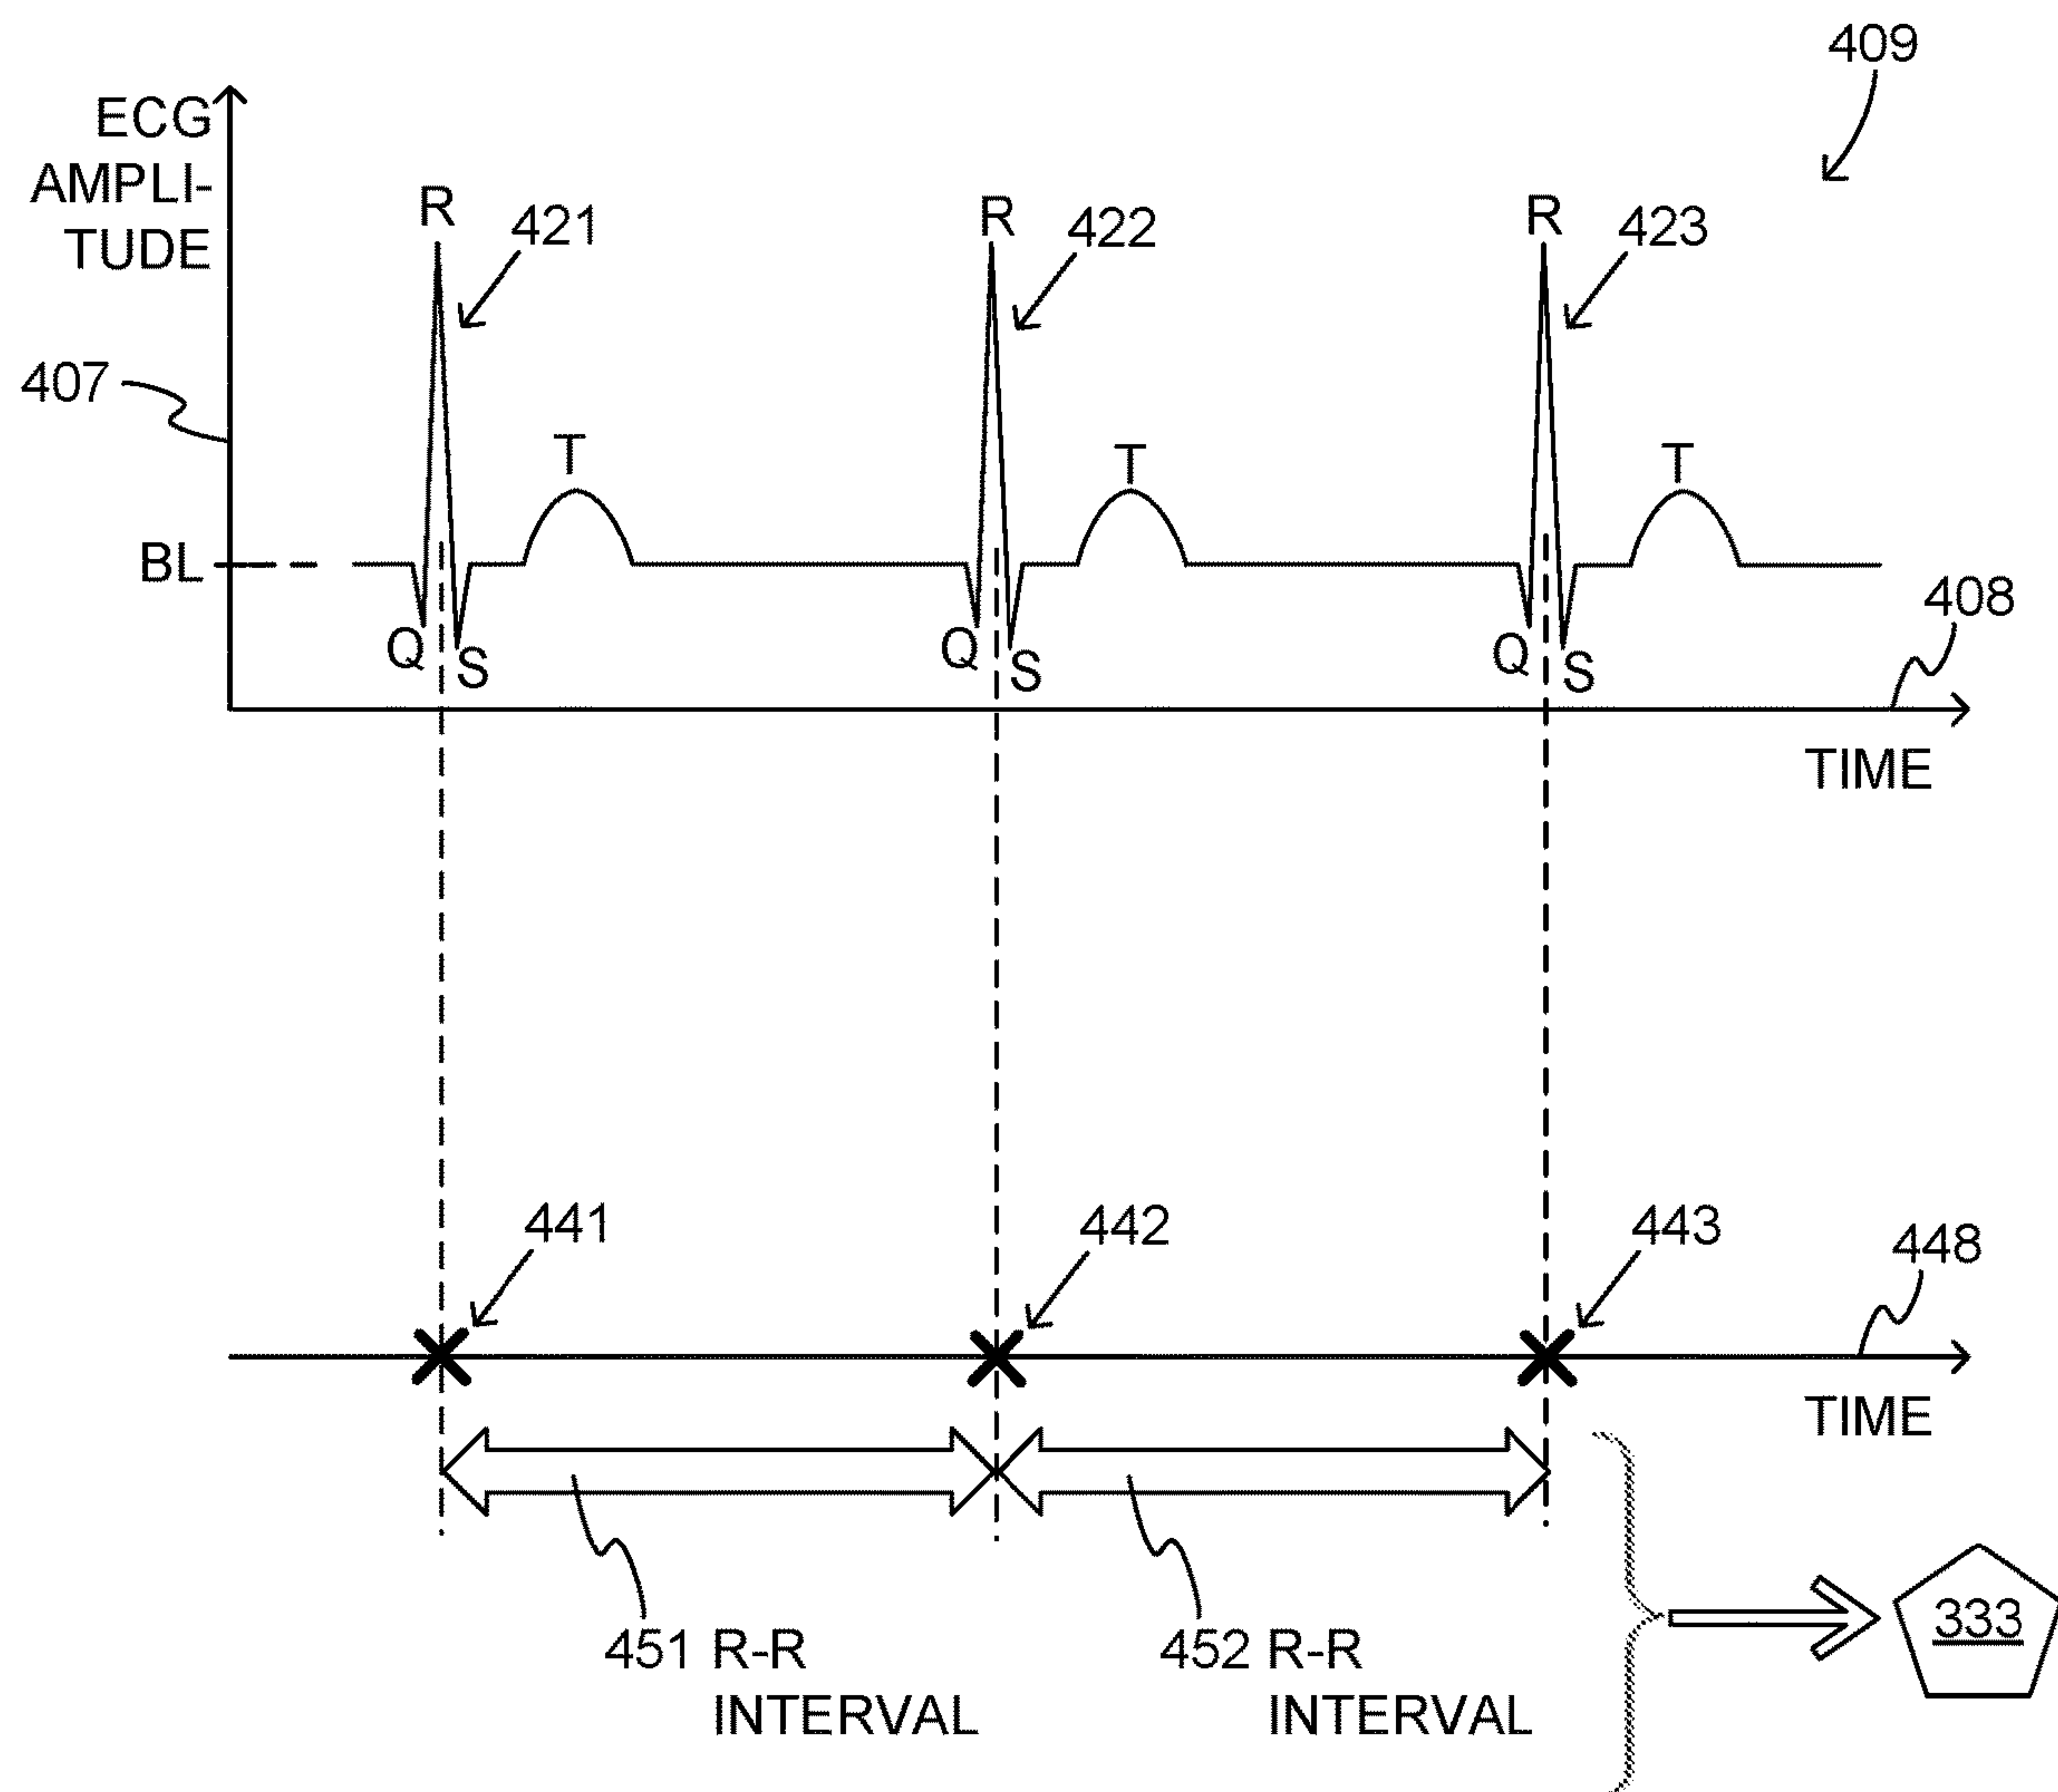 409
ECG
AMPLI-
TUDE
R
421
R
422
R
423
407
T
T
T
BL
408
Q
S
Q
S
Q
S
TIME
441
442
443
448
TIME
451 R-R
INTERVAL
452 R-R
INTERVAL
333